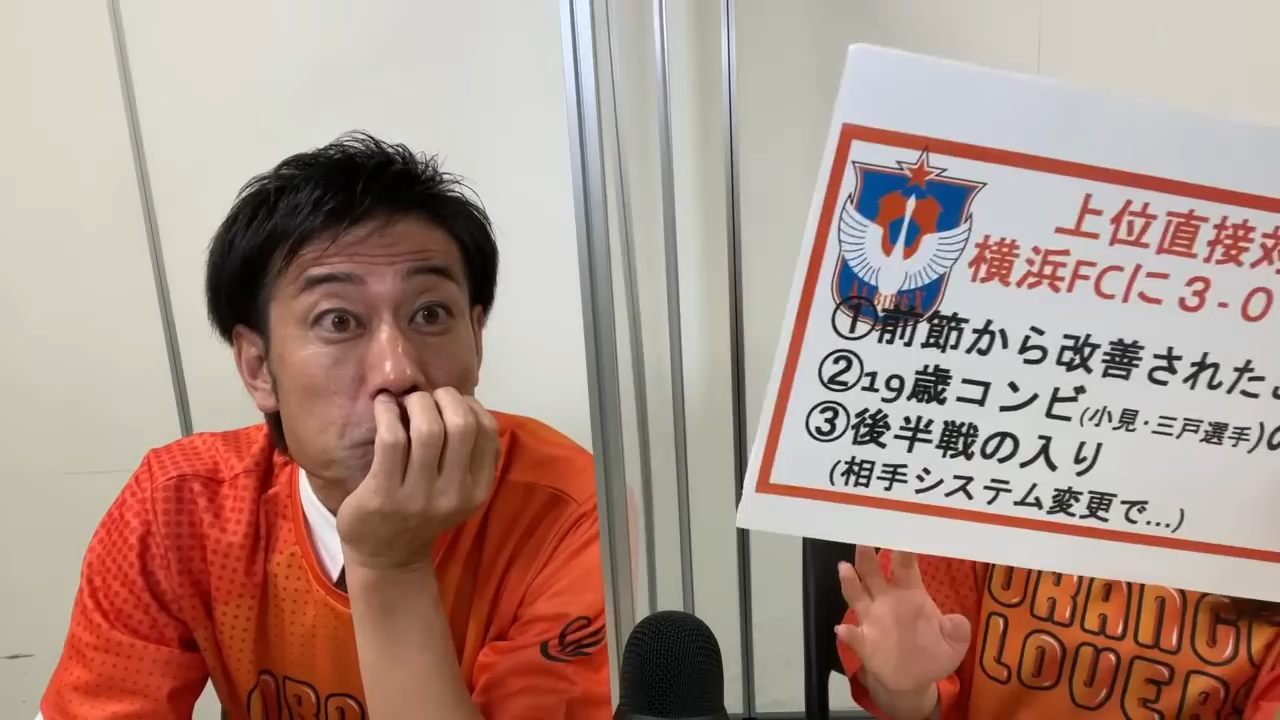 ALBIREX
上位直接対
横浜FCに3-0
①前節から改善された
②19歳コンビ(小見・三戸選手)の
③後半戦の入り
(相手システム変更で…)
ORANGE
LOVERS
ORA